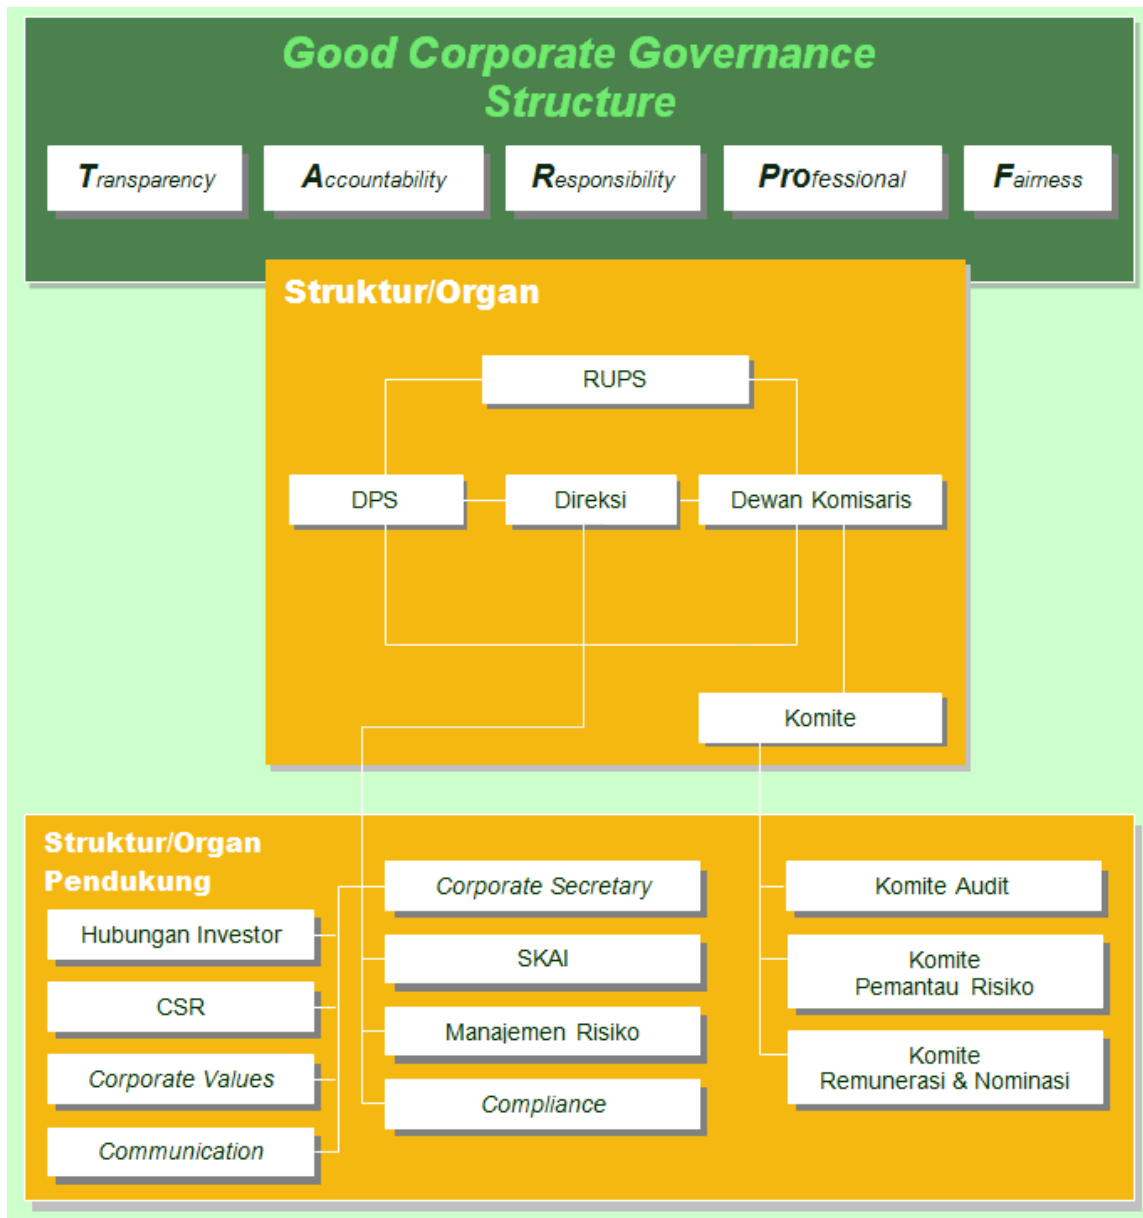 Good Corporate Governance
Structure
Transparency
Accountability
Responsibility
Professional
Fairness
Struktur/Organ
RUPS
DPS
Direksi
Dewan Komisaris
Komite
Struktur/Organ
Pendukung
Hubungan Investor
CSR
Corporate Values
Communication
Corporate Secretary
SKAI
Manajemen Risiko
Compliance
Komite Audit
Komite
Pemantau Risiko
Komite
Remunerasi & Nominasi